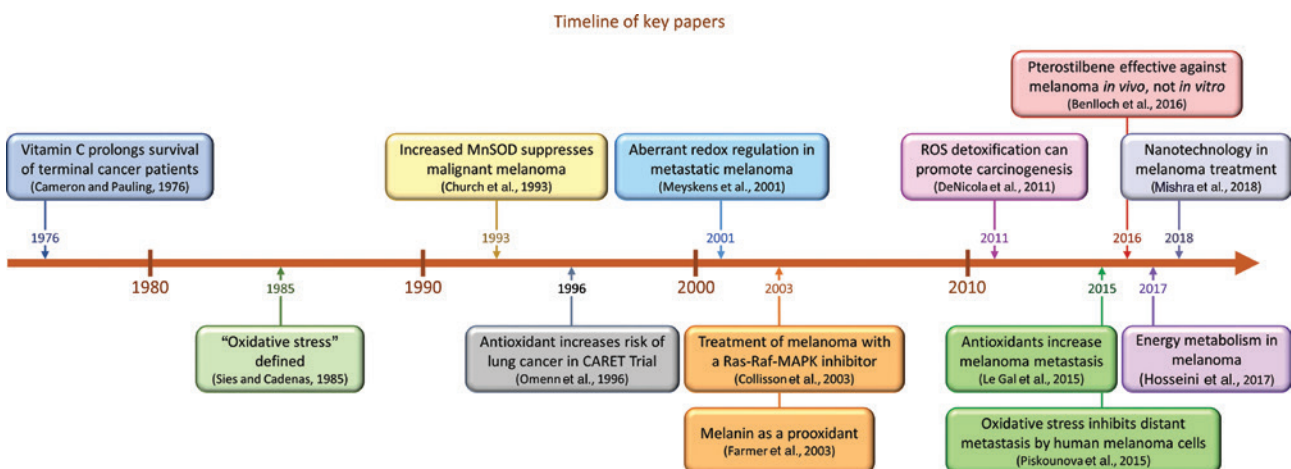 Timeline of key papers
Pterostilbene effective against
melanoma in vivo, not in vitro
(Benlloch et al., 2016)
Vitamin C prolongs survival
of terminal cancer patients
(Cameron and Pauling, 1976)
Increased MnSOD suppresses
malignant melanoma
(Church et al., 1993)
Aberrant redox regulation in
metastatic melanoma
(Meyskens et al., 2001)
ROS detoxification can
promote carcinogenesis
(DeNicola et al., 2011)
Nanotechnology in
melanoma treatment
(Mishra et al., 2018)
1976
1993
2001
2011
2016
2018
1980
1990
2000
2010
1985
1996
2003
2015
2017
"Oxidative stress"
defined
(Sies and Cadenas, 1985)
Antioxidant increases risk of
lung cancer in CARET Trial
(Omenn et al., 1996)
Treatment of melanoma with
a Ras-Raf-MAPK inhibitor
(Collisson et al., 2003)
Antioxidants increase
melanoma metastasis
(Le Gal et al., 2015)
Energy metabolism in
melanoma
(Hosseini et al., 2017)
Melanin as a prooxidant
(Farmer et al., 2003)
Oxidative stress inhibits distant
metastasis by human melanoma cells
(Piskounova et al., 2015)